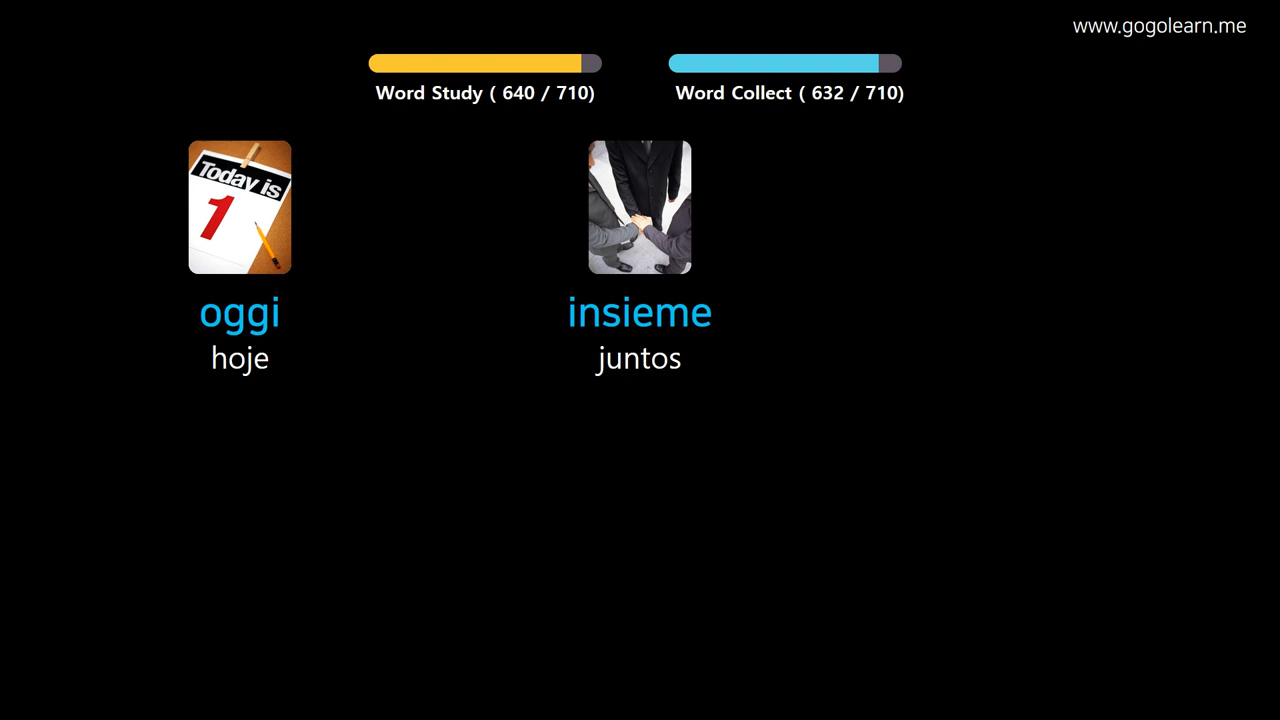 www.gogolearn.me
Word Study ( 640 / 710)
Word Collect ( 632 / 710)
Today is
1
oggi
hoje
insieme
juntos